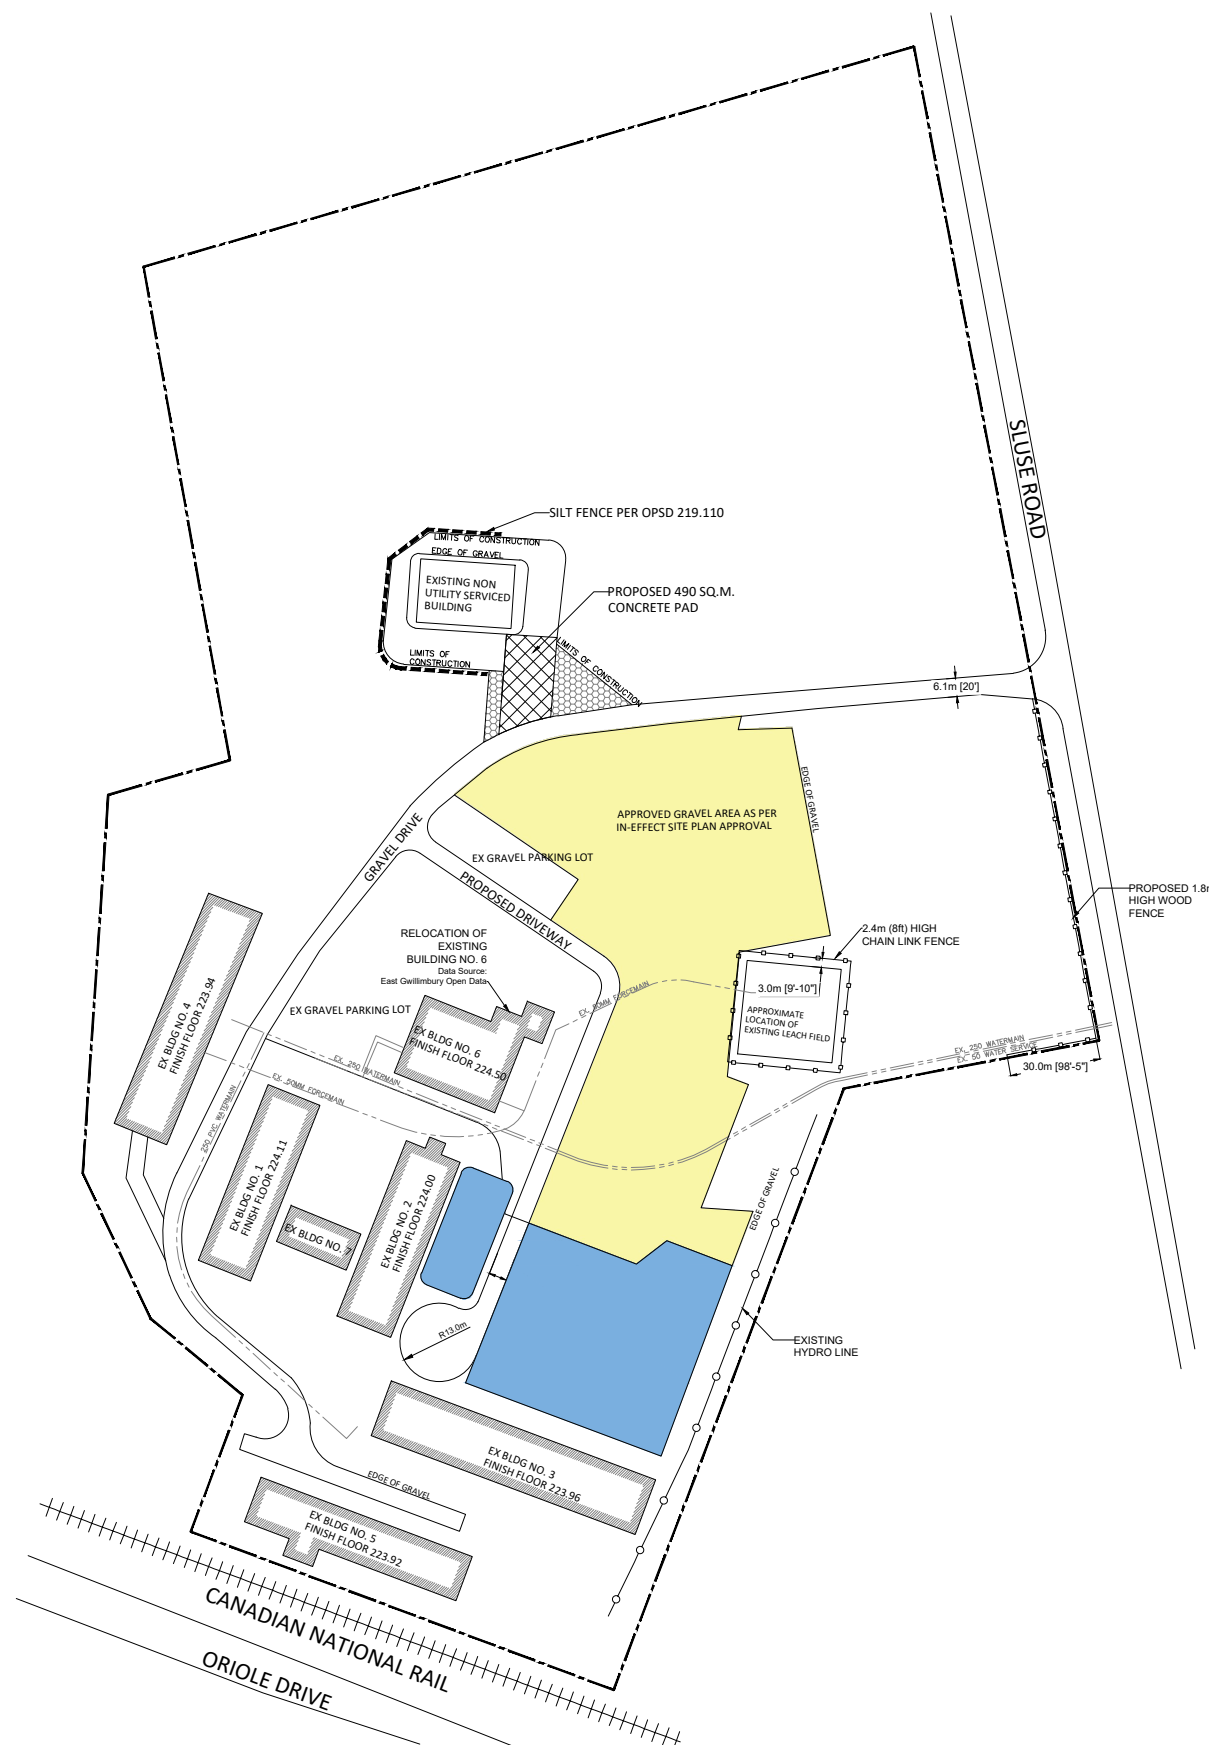 SLUSE ROAD
SILT FENCE PER OPSD 219.110
LIMITS OF CONSTRUCTION
EDGE OF GRAVEL
EXISTING NON
UTILITY SERVICED
BUILDING
PROPOSED 490 SQ.M.
CONCRETE PAD
LIMITS OF
CONSTRUCTION
LIMITS OF CONSTRUCTION
6.1m [20']
EDGE OF GRAVEL
APPROVED GRAVEL AREA AS PER
IN-EFFECT SITE PLAN APPROVAL
GRAVEL DRIVE
EX GRAVEL PARKING LOT
PROPOSED DRIVEWAY
PROPOSED 1.8
HIGH WOOD
FENCE
2.4m (8ft) HIGH
CHAIN LINK FENCE
RELOCATION OF
EXISTING
BUILDING NO. 6
Data Source:
East Gwillimbury Open Data
3.0m [9'-10"]
APPROXIMATE
LOCATION OF
EXISTING LEACH FIELD
EX. 50MM FORCEMAIN
EX GRAVEL PARKING LOT
EX BLDG NO. 4
FINISH FLOOR 223.94
EX BLDG NO. 6
FINISH FLOOR 224.50
EX. 250 WATERMAIN
EX. 50 WATER SERVICE
30.0m [98'-5"]
EX. 250 WATERMAIN
EX. 50MM FORCEMAIN
250 PVC WATERMAIN
EX BLDG NO. 1
FINISH FLOOR 224.11
EX BLDG NO. 7
EX BLDG NO. 2
FINISH FLOOR 224.00
EDGE OF GRAVEL
R13.0m
EXISTING
HYDRO LINE
EX BLDG NO. 3
FINISH FLOOR 223.96
EDGE OF GRAVEL
EX BLDG NO. 5
FINISH FLOOR 223.92
CANADIAN NATIONAL RAIL
ORIOLE DRIVE